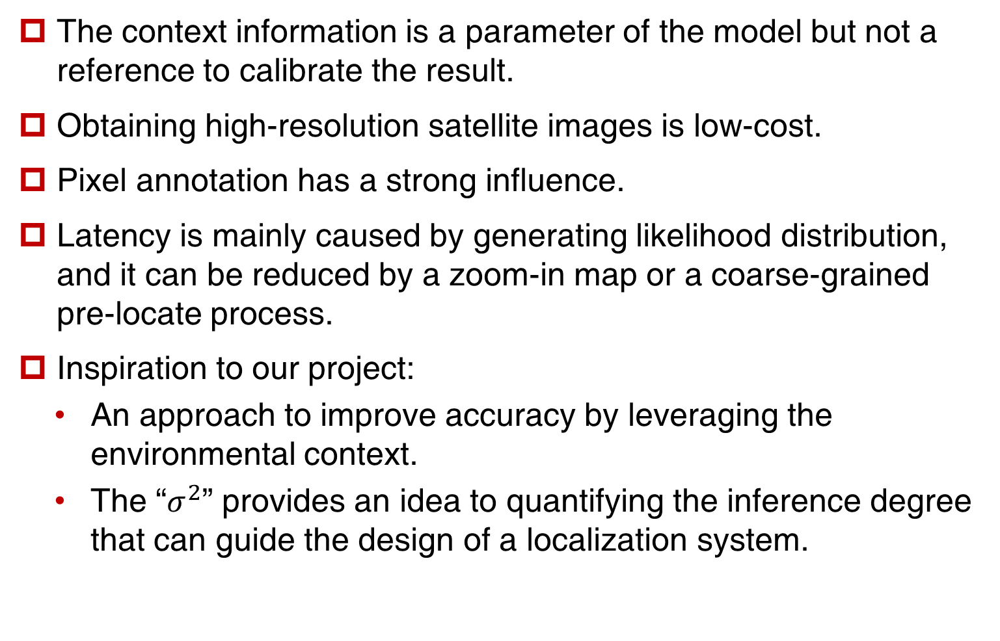 The context information is a parameter of the model but not a
reference to calibrate the result.
Obtaining high-resolution satellite images is low-cost.
Pixel annotation has a strong influence.
Latency is mainly caused by generating likelihood distribution,
and it can be reduced by a zoom-in map or a coarse-grained
pre-locate process.
Inspiration to our project:
• An approach to improve accuracy by leveraging the
environmental context.
• The “σ²” provides an idea to quantifying the inference degree
that can guide the design of a localization system.